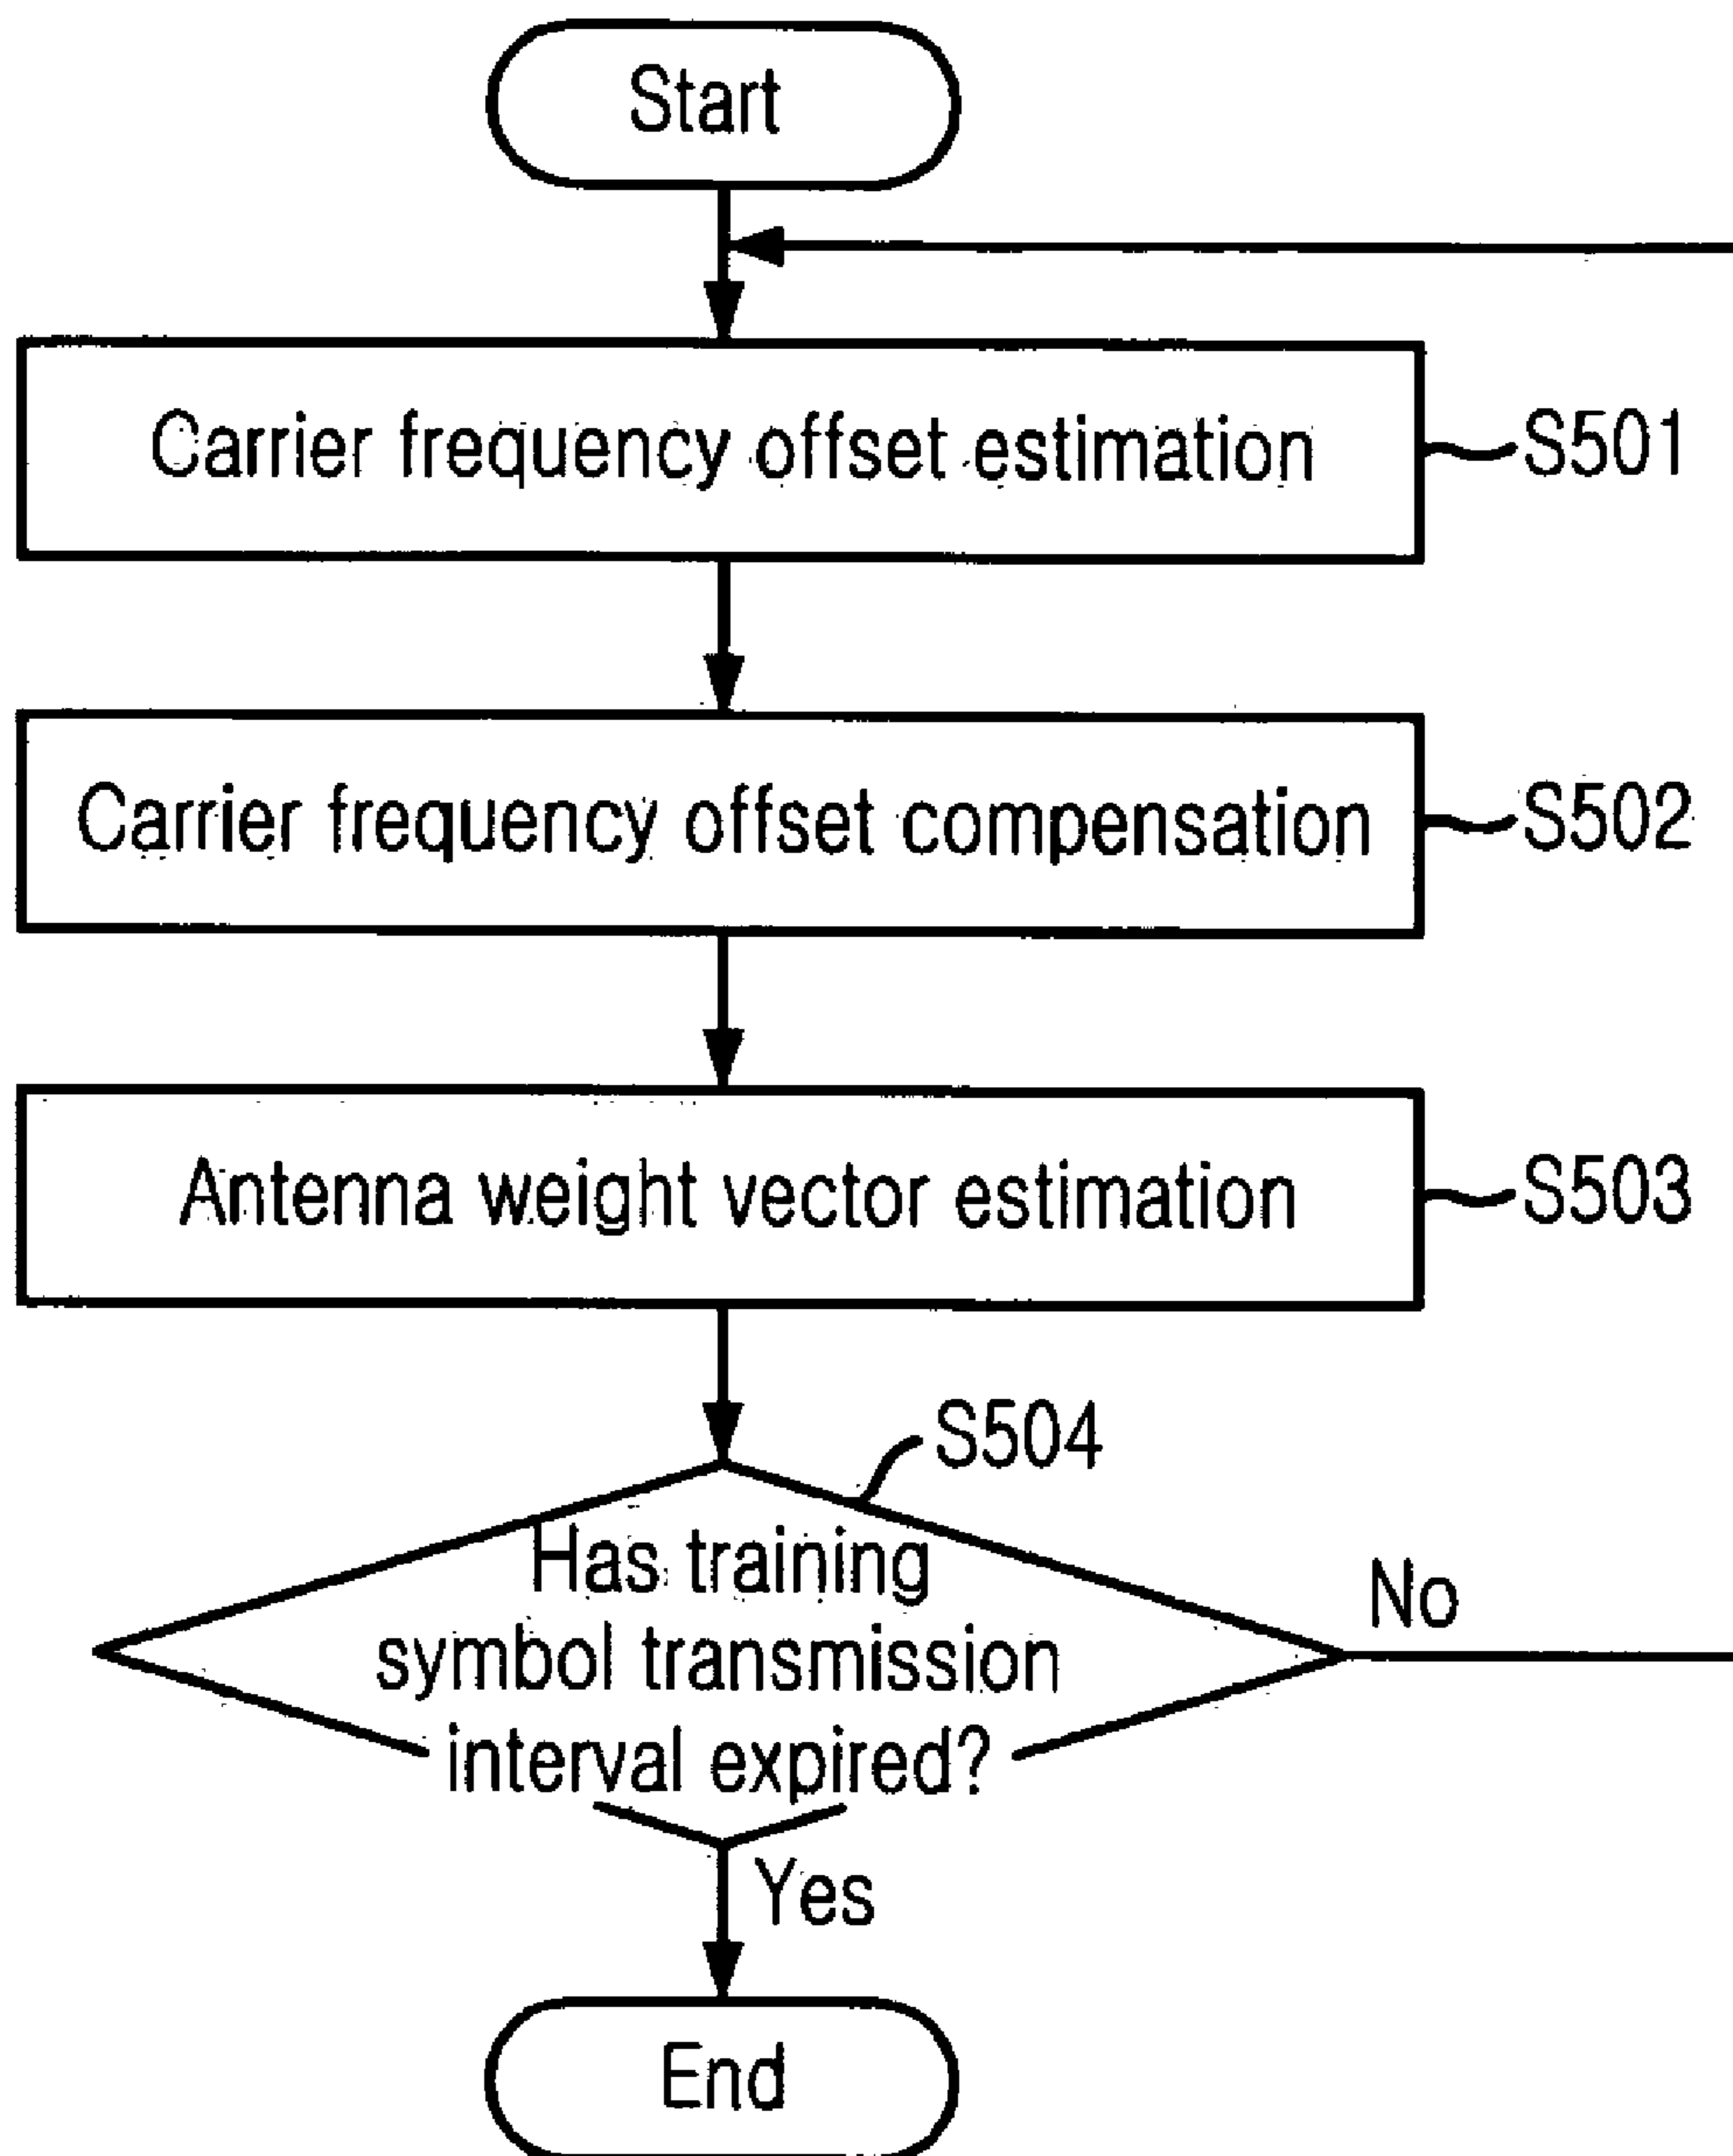 Start
Carrier frequency offset estimation
S501
Carrier frequency offset compensation
S502
Antenna weight vector estimation
S503
S504
Has training
symbol transmission
interval expired?
No
Yes
End